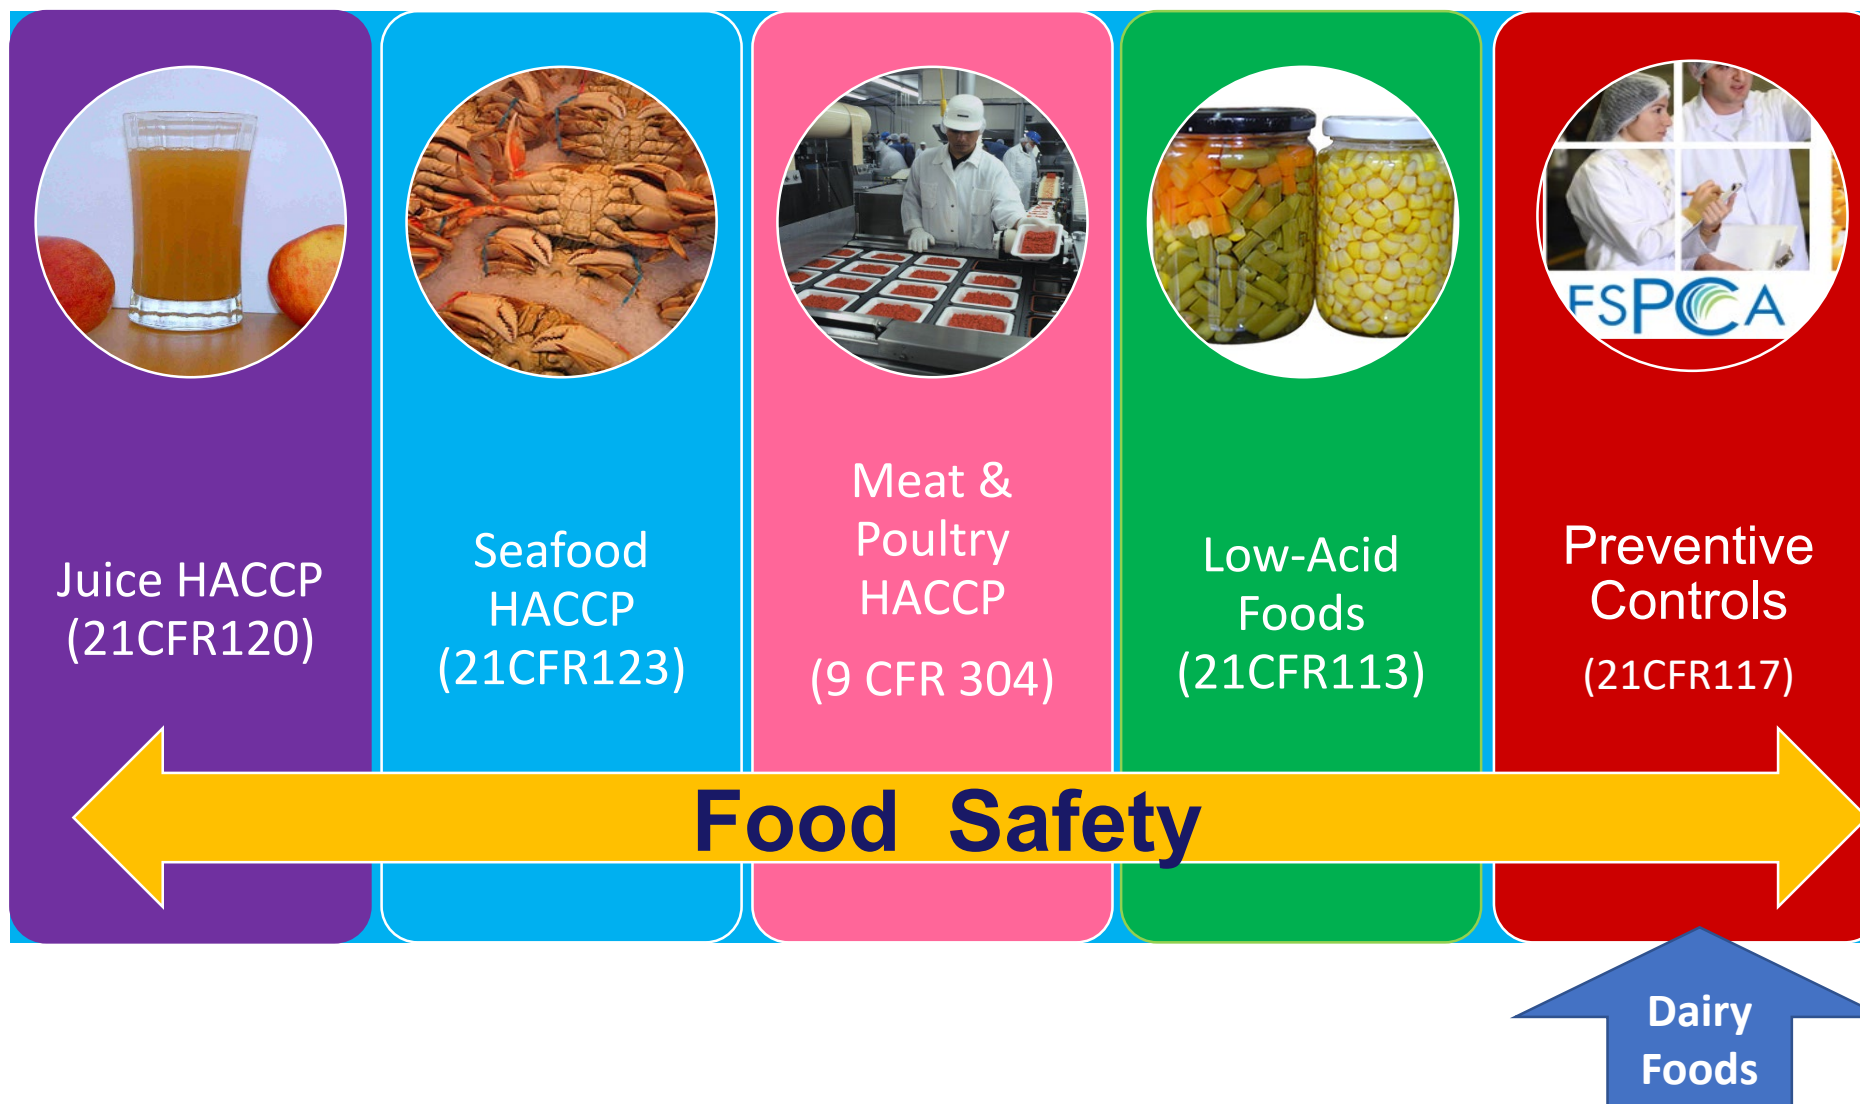 FSPCA
Juice HACCP
(21CFR120)
Seafood
HACCP
(21CFR123)
Meat &
Poultry
HACCP
(9 CFR 304)
Low-Acid
Foods
(21CFR113)
Preventive
Controls
(21CFR117)
Food  Safety
Dairy
Foods